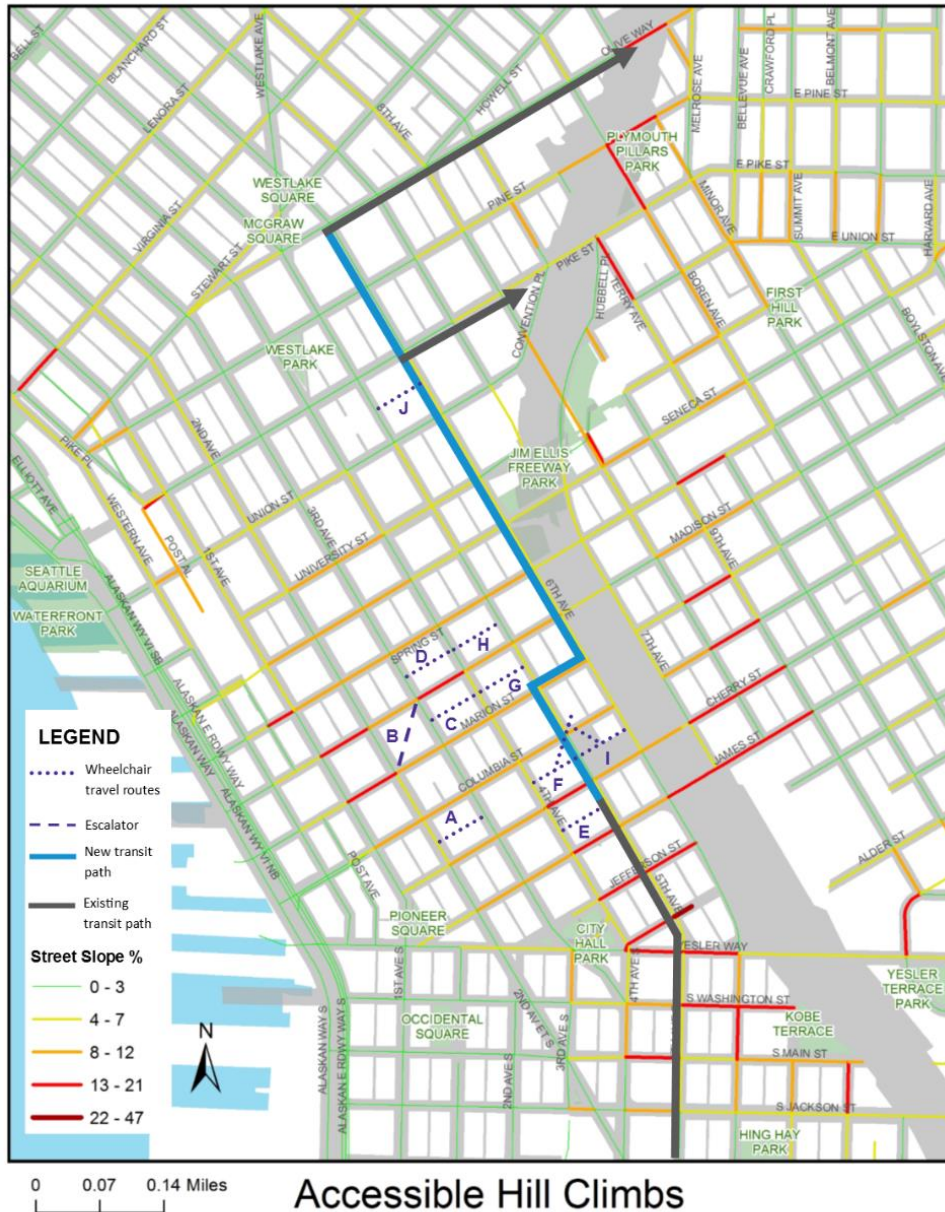 OLIVE WAY
BELL ST
BLANCHARD ST
WESTLAKE AVE
LENORA ST
8TH AVE
HOWELL ST
MELROSE AVE
BELLEVUE AVE
CRAWFORD PL
BELMONT AVE
E PINE ST
PLYMOUTH
PILLARS
PARK
WESTLAKE
SQUARE
MCGRAW
SQUARE
VIRGINIA ST
STEWART ST
PINE ST
E PIKE ST
MINOR AVE
SUMMIT AVE
HARVARD AVE
E UNION ST
PIKE ST
CONVENTION PL
HUBBELL PL
TERRY AVE
BOREN AVE
FIRST
HILL
PARK
BOYLSTON AVE
WESTLAKE
PARK
J
SENECA ST
2ND AVE
PIKE PL
ELLIOTT AVE
WESTERN AVE
POST AL
UNION ST
3RD AVE
JIM ELLIS
FREEWAY
PARK
MADISON ST
9TH AVE
1ST AVE
UNIVERSITY ST
SEATTLE
AQUARIUM
WATERFRONT
PARK
ALASKAN WY VI SB
6TH AVE
7TH AVE
SPRING ST
D
H
G
C
B
MARION ST
CHERRY ST
JAMES ST
ALASKAN E RDWY WAY
ALASKAN WAY
COLUMBIA ST
I
F
4TH AVE
A
E
ALASKAN WY VI NB
POST AVE
JEFFERSON ST
5TH AVE
ALDER ST
PIONEER
SQUARE
CITY
HALL
PARK
YESLER WAY
YESLER
TERRACE
PARK
1ST AVE S
4TH AVE S
S WASHINGTON ST
OCCIDENTAL
SQUARE
2ND AV ET S
3RD AVE S
KOBE
TERRACE
S MAIN ST
ALASKAN WAY S
ALASKAN E RDWY WAY S
2ND AVE S
S JACKSON ST
HING HAY
PARK
LEGEND
Wheelchair
travel routes
Escalator
New transit
path
Existing
transit path
Street Slope %
0 - 3
4 - 7
8 - 12
13 - 21
22 - 47
N
0 0.07 0.14 Miles
Accessible Hill Climbs